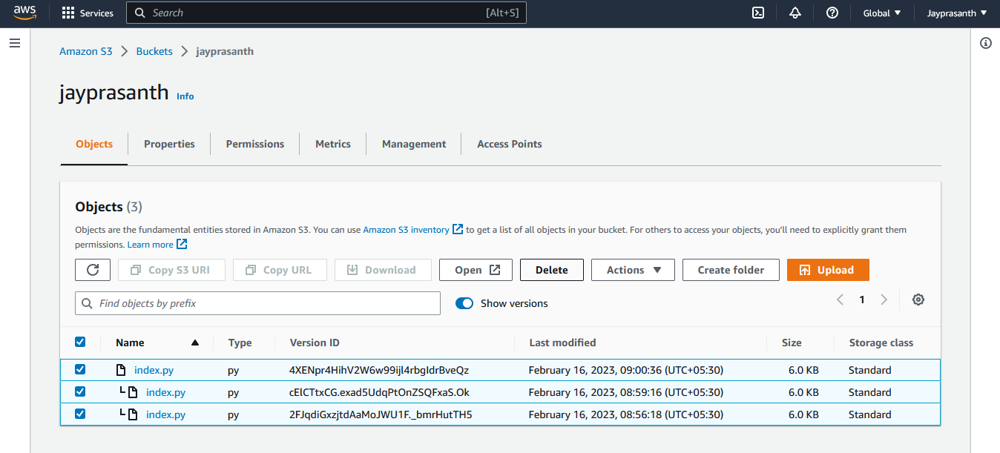 aws Services Search [Alt+S] Global Jayprasanth
Amazon S3 Buckets jayprasanth
jayprasanth Info
Objects Properties Permissions Metrics Management Access Points
Objects (3)
Objects are the fundamental entities stored in Amazon S3. You can use Amazon S3 inventory to get a list of all objects in your bucket. For others to access your objects, you'll need to explicitly grant them
permissions. Learn more
Copy S3 URI Copy URL Download Open Delete Actions Create folder Upload
Find objects by prefix Show versions 1
Name Type Version ID Last modified Size Storage class
index.py py 4XENpr4HihV2W6w99ijl4rbgIdrBveQz February 16, 2023, 09:00:36 (UTC+05:30) 6.0 KB Standard
index.py py cElCTtxCG.exad5UdqPtOnZSQFxaS.Ok February 16, 2023, 08:59:16 (UTC+05:30) 6.0 KB Standard
index.py py 2FJqdiGxzjtdAaMoJWU1F._bmrHutTH5 February 16, 2023, 08:56:18 (UTC+05:30) 6.0 KB Standard